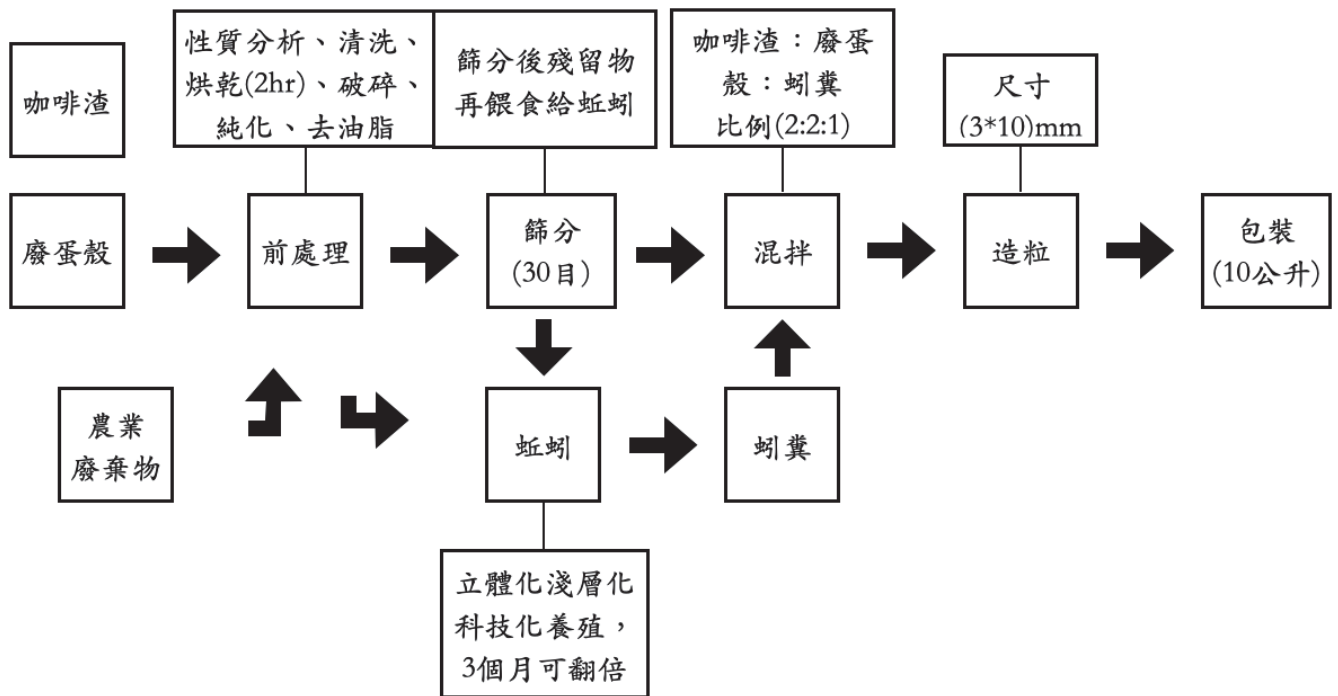 咖啡渣
性質分析、清洗、
烘乾(2hr)、破碎、
純化、去油脂
篩分後殘留物
再餵食給蚯蚓
咖啡渣：廢蛋
殼：蚓糞
比例(2:2:1)
尺寸
(3*10)mm
廢蛋殼
前處理
篩分
(30目)
混拌
造粒
包裝
(10公升)
農業
廢棄物
蚯蚓
蚓糞
立體化淺層化
科技化養殖，
3個月可翻倍